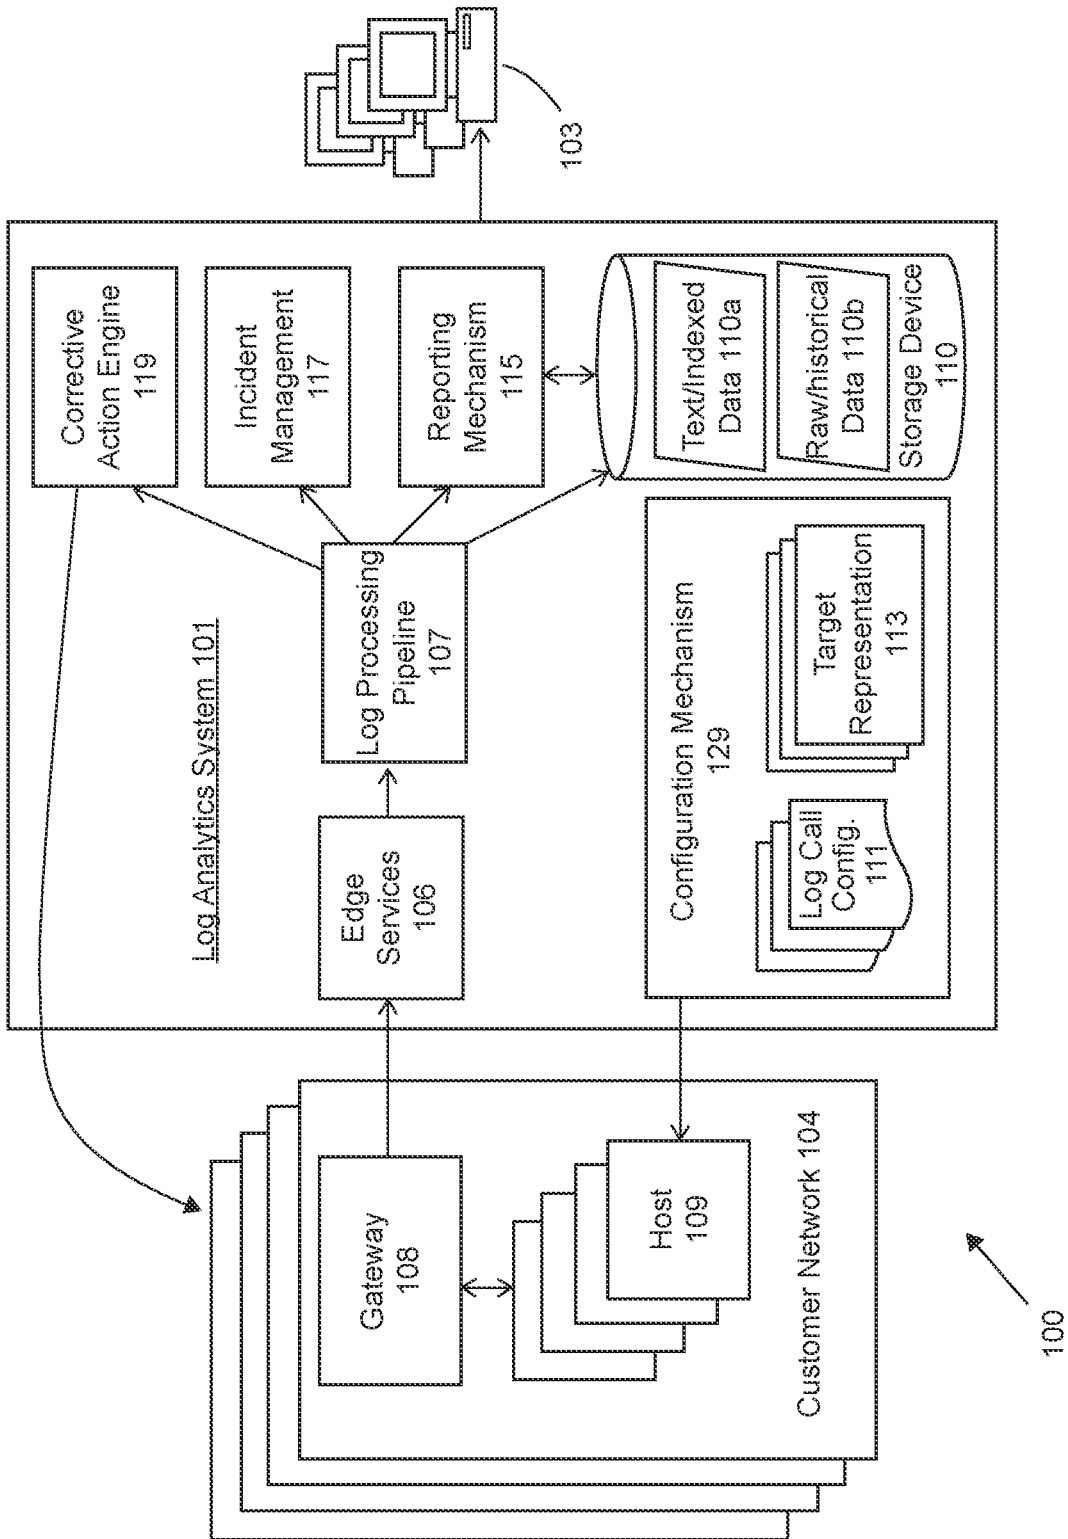 Customer Network 104
Gateway
108
Host
109
Log Analytics System 101
Edge
Services
106
Log Processing
Pipeline
107
Corrective
Action Engine
119
Incident
Management
117
Reporting
Mechanism
115
Text/Indexed
Data 110a
Raw/historical
Data 110b
Storage Device
110
Configuration Mechanism
129
Log Call
Config.
111
Target
Representation
113
103
100